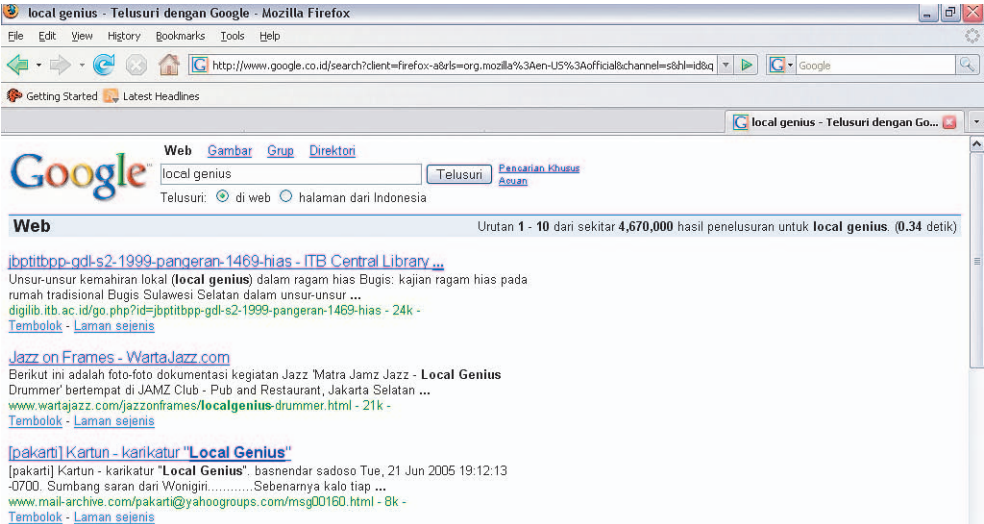 local genius - Telusuri dengan Google - Mozilla Firefox
File Edit View History Bookmarks Tools Help
http://www.google.co.id/search?client=firefox-a&rls=org.mozilla%3Aen-US%3Aofficial&channel=s&hl=id&q
Google
Getting Started Latest Headlines
local genius - Telusuri dengan Go...
Google™
Web Gambar Grup Direktori
local genius Telusuri
Pencarian Khusus
Acuan
Telusuri: di web halaman dari Indonesia
Web Urutan 1 - 10 dari sekitar 4,670,000 hasil penelusuran untuk local genius. (0.34 detik)
jbptitbpp-gdl-s2-1999-pangeran-1469-hias - ITB Central Library ...
Unsur-unsur kemahiran lokal (local genius) dalam ragam hias Bugis: kajian ragam hias pada
rumah tradisional Bugis Sulawesi Selatan dalam unsur-unsur ...
digilib.itb.ac.id/go.php?id=jbptitbpp-gdl-s2-1999-pangeran-1469-hias - 24k -
Tembolok - Laman sejenis
Jazz on Frames - WartaJazz.com
Berikut ini adalah foto-foto dokumentasi kegiatan Jazz 'Matra Jamz Jazz - Local Genius
Drummer' bertempat di JAMZ Club - Pub and Restaurant, Jakarta Selatan ...
www.wartajazz.com/jazzonframes/localgenius-drummer.html - 21k -
Tembolok - Laman sejenis
[pakarti] Kartun - karikatur "Local Genius"
[pakarti] Kartun - karikatur "Local Genius". basnendar sadoso Tue, 21 Jun 2005 19:12:13
-0700. Sumbang saran dari Wonigiri............Sebenarnya kalo tiap ...
www.mail-archive.com/pakarti@yahoogroups.com/msg00160.html - 8k -
Tembolok - Laman sejenis